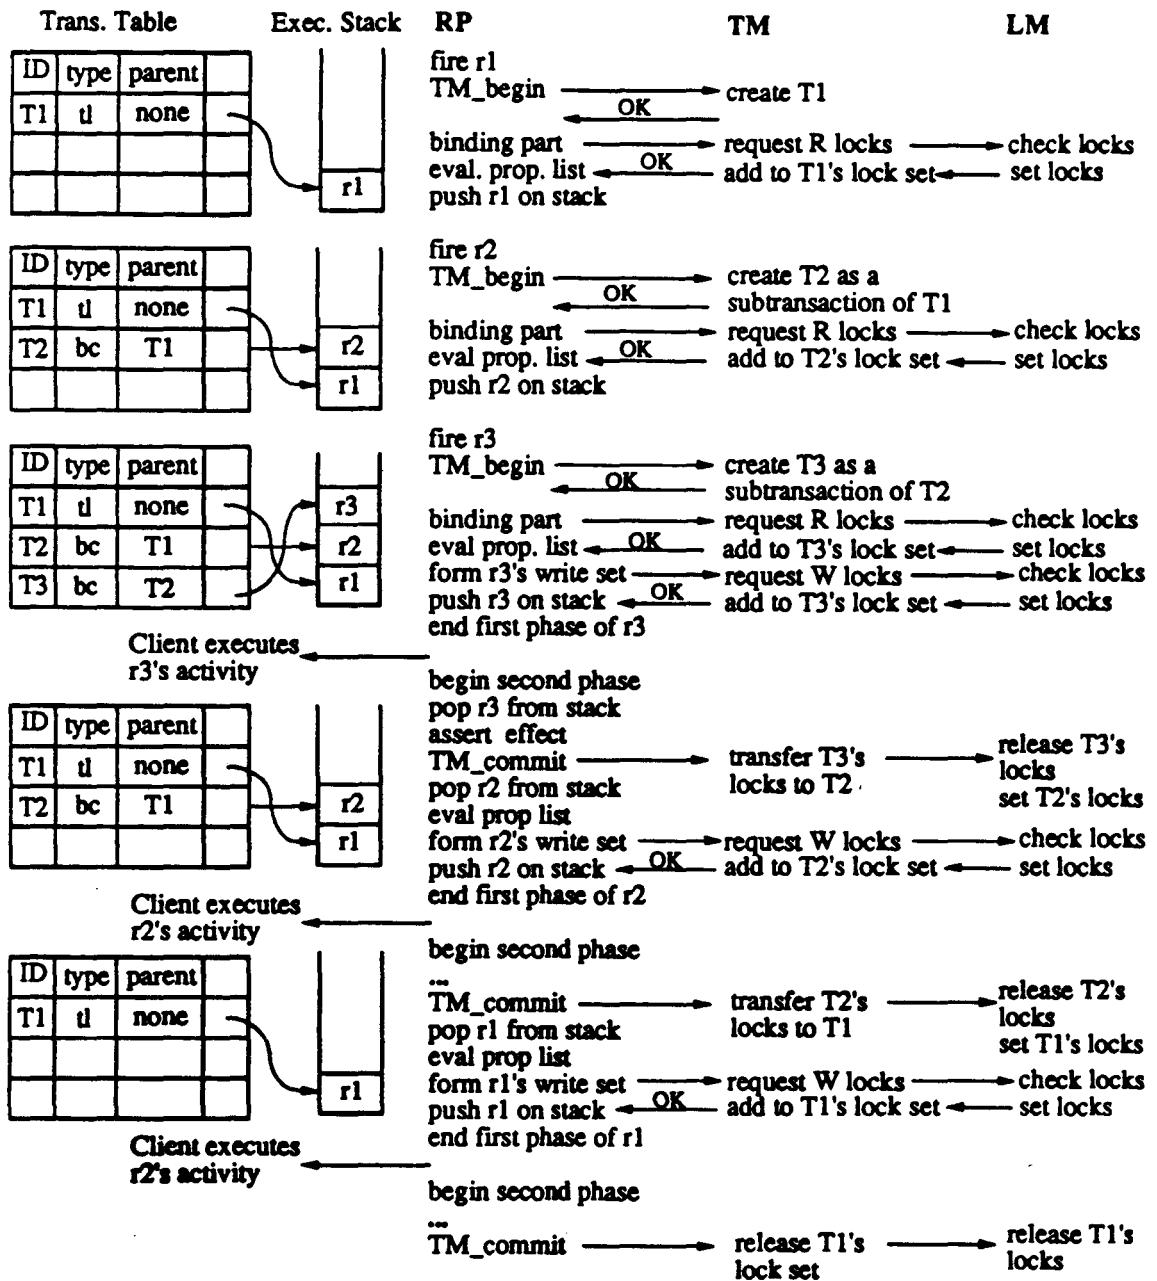 Trans. Table Exec. Stack RP TM LM
ID type parent
T1 tl none
r1
fire r1
TM_begin create T1
OK
binding part request R locks check locks
eval. prop. list OK add to T1's lock set set locks
push r1 on stack
ID type parent
T1 tl none
T2 bc T1
r2
r1
fire r2
TM_begin create T2 as a
OK subtransaction of T1
binding part request R locks check locks
eval prop. list OK add to T2's lock set set locks
push r2 on stack
ID type parent
T1 tl none
T2 bc T1
T3 bc T2
r3
r2
r1
fire r3
TM_begin create T3 as a
OK subtransaction of T2
binding part request R locks check locks
eval prop. list OK add to T3's lock set set locks
form r3's write set request W locks check locks
push r3 on stack OK add to T3's lock set set locks
end first phase of r3
Client executes
r3's activity
begin second phase
pop r3 from stack
assert effect
ID type parent
T1 tl none
T2 bc T1
r2
r1
TM_commit transfer T3's release T3's
locks to T2 locks
set T2's locks
pop r2 from stack
eval prop list
form r2's write set request W locks check locks
push r2 on stack OK add to T2's lock set set locks
end first phase of r2
Client executes
r2's activity
begin second phase
...
ID type parent
T1 tl none
r1
TM_commit transfer T2's release T2's
locks to T1 locks
set T1's locks
pop r1 from stack
eval prop list
form r1's write set request W locks check locks
push r1 on stack OK add to T1's lock set set locks
end first phase of r1
Client executes
r2's activity
begin second phase
...
TM_commit release T1's release T1's
lock set locks